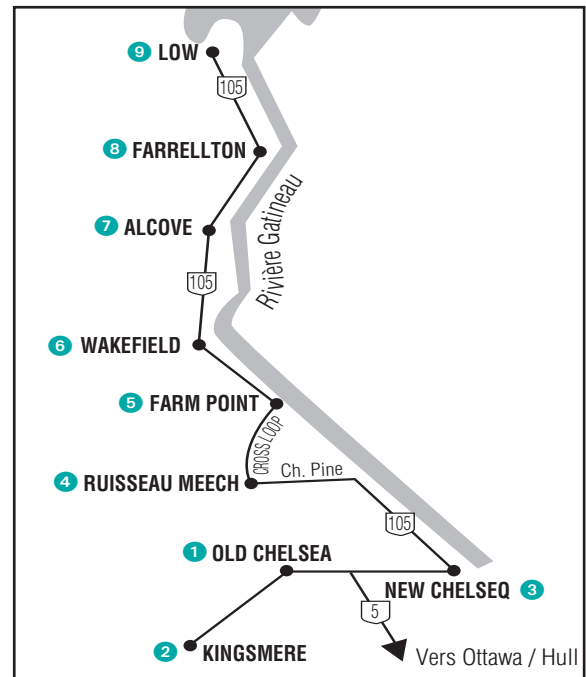 9 LOW
105
8 FARRELLTON
7 ALCOVE
Rivière Gatineau
105
6 WAKEFIELD
5 FARM POINT
CROSS LOOP
4 RUISSEAU MEECH
Ch. Pine
105
1 OLD CHELSEA
NEW CHELSEQ 3
5
2 KINGSMERE
Vers Ottawa / Hull